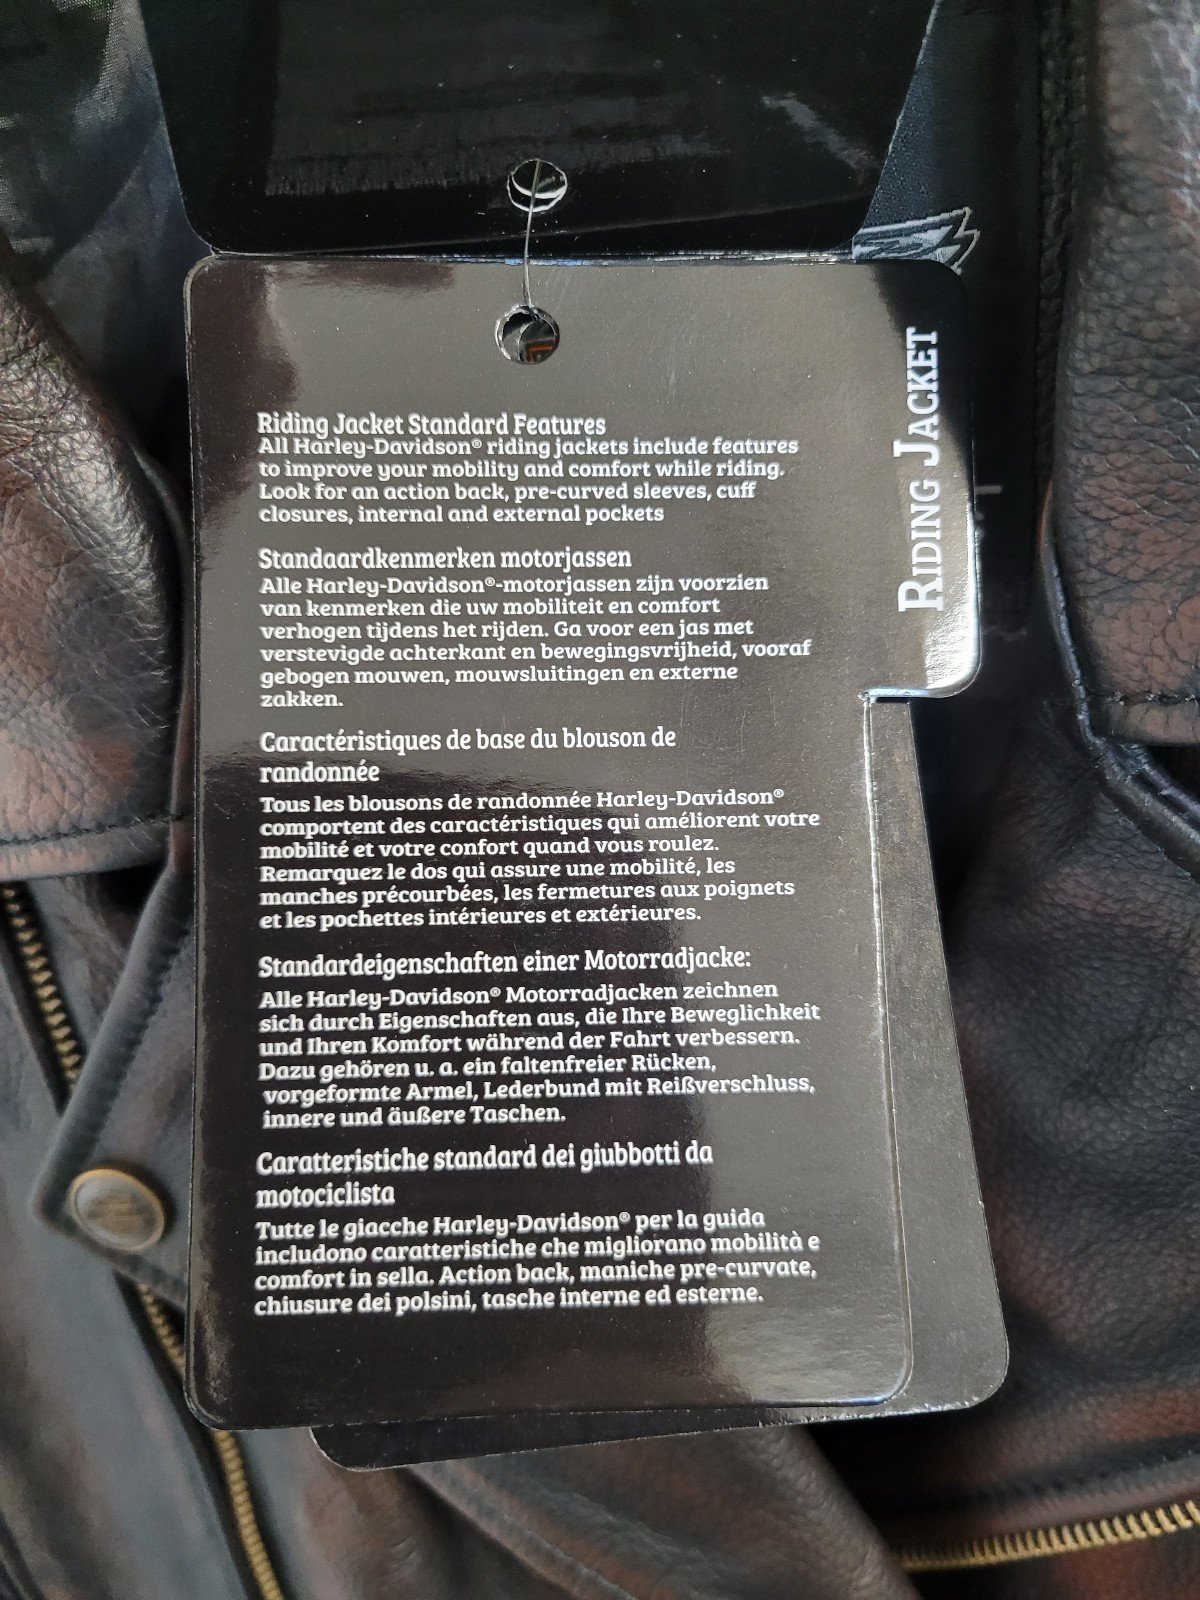 Riding Jacket Standard Features
All Harley-Davidson® riding jackets include features
to improve your mobility and comfort while riding.
Look for an action back, pre-curved sleeves, cuff
closures, internal and external pockets
Standaardkenmerken motorjassen
Alle Harley-Davidson®-motorjassen zijn voorzien
van kenmerken die uw mobiliteit en comfort
verhogen tijdens het rijden. Ga voor een jas met
verstevigde achterkant en bewegingsvrijheid, vooraf
gebogen mouwen, mouwsluitingen en externe
zakken.
Caractéristiques de base du blouson de
randonnée
Tous les blousons de randonnée Harley-Davidson®
comportent des caractéristiques qui améliorent votre
mobilité et votre confort quand vous roulez.
Remarquez le dos qui assure une mobilité, les
manches précourbées, les fermetures aux poignets
et les pochettes intérieures et extérieures.
Standardeigenschaften einer Motorradjacke:
Alle Harley-Davidson® Motorradjacken zeichnen
sich durch Eigenschaften aus, die Ihre Beweglichkeit
und Ihren Komfort während der Fahrt verbessern.
Dazu gehören u. a. ein faltenfreier Rücken,
vorgeformte Armel, Lederbund mit Reißverschluss,
innere und äußere Taschen.
Caratteristiche standard dei giubbotti da
motociclista
Tutte le giacche Harley-Davidson® per la guida
includono caratteristiche che migliorano mobilità e
comfort in sella. Action back, maniche pre-curvate,
chiusure dei polsini, tasche interne ed esterne.
RIDING JACKET